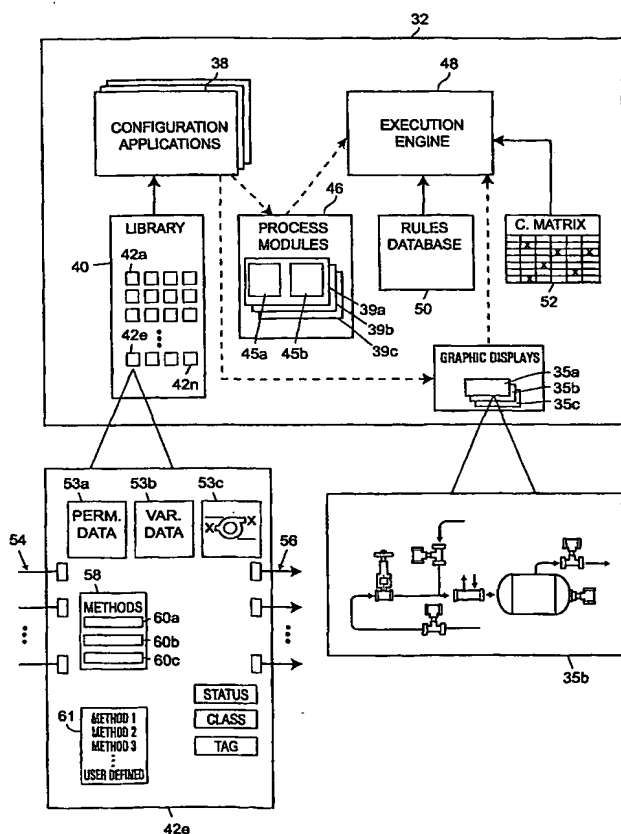 32
38
CONFIGURATION
APPLICATIONS
48
EXECUTION
ENGINE
LIBRARY
40
42a
42e
42n
46
PROCESS
MODULES
39a
39b
39c
45a
45b
RULES
DATABASE
50
C. MATRIX
X
X
X
X
X
52
GRAPHIC DISPLAYS
35a
35b
35c
53a
53b
53c
PERM.
DATA
VAR.
DATA
X
X
54
56
58
METHODS
60a
60b
60c
STATUS
CLASS
TAG
61
METHOD 1
METHOD 2
METHOD 3
USER DEFINED
42e
35b